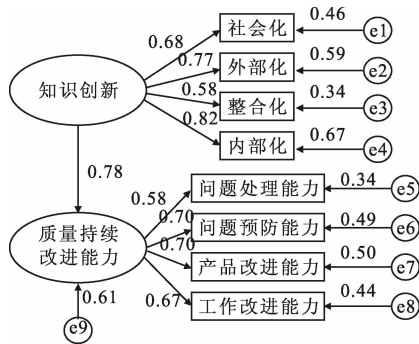 社会化
0.46
e1
0.68
外部化
0.59
e2
0.77
知识创新
0.58
整合化
0.34
e3
0.82
内部化
0.67
e4
0.78
0.58
问题处理能力
0.34
e5
0.70
问题预防能力
0.49
e6
质量持续
改进能力
0.70
产品改进能力
0.50
e7
0.61
0.67
工作改进能力
0.44
e8
e9